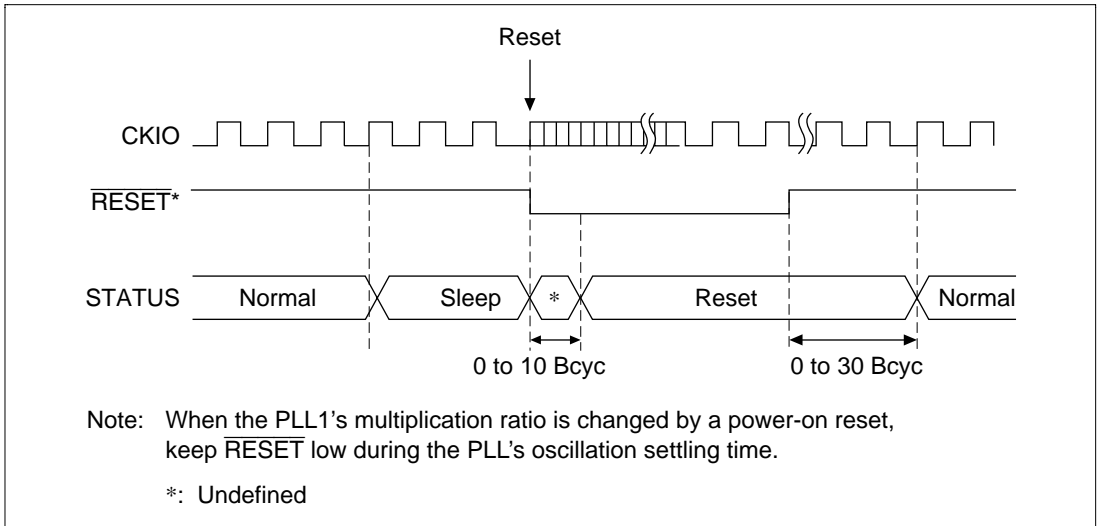 Reset
CKIO
RESET*
STATUS Normal Sleep * Reset Normal
0 to 10 Bcyc 0 to 30 Bcyc
Note: When the PLL1's multiplication ratio is changed by a power-on reset,
keep RESET low during the PLL's oscillation settling time.
*: Undefined